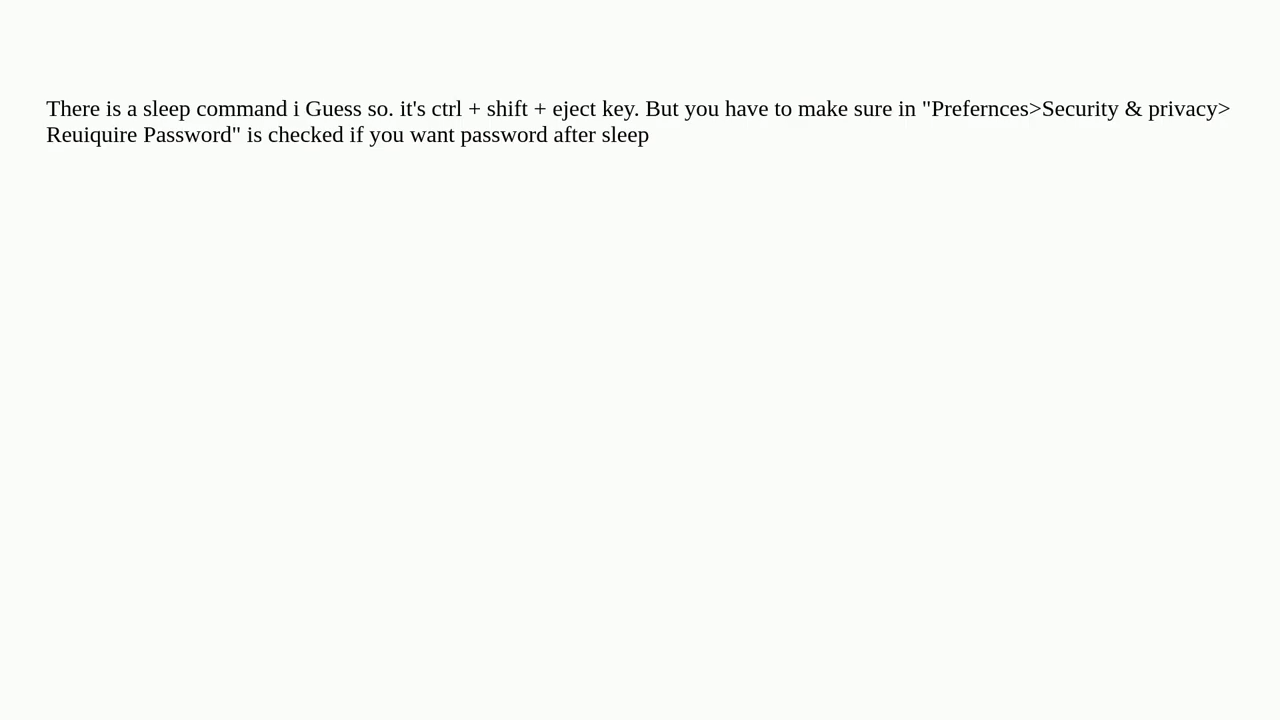 There is a sleep command i Guess so. it's ctrl + shift + eject key. But you have to make sure in "Prefernces>Security & privacy>
Reuiquire Password" is checked if you want password after sleep